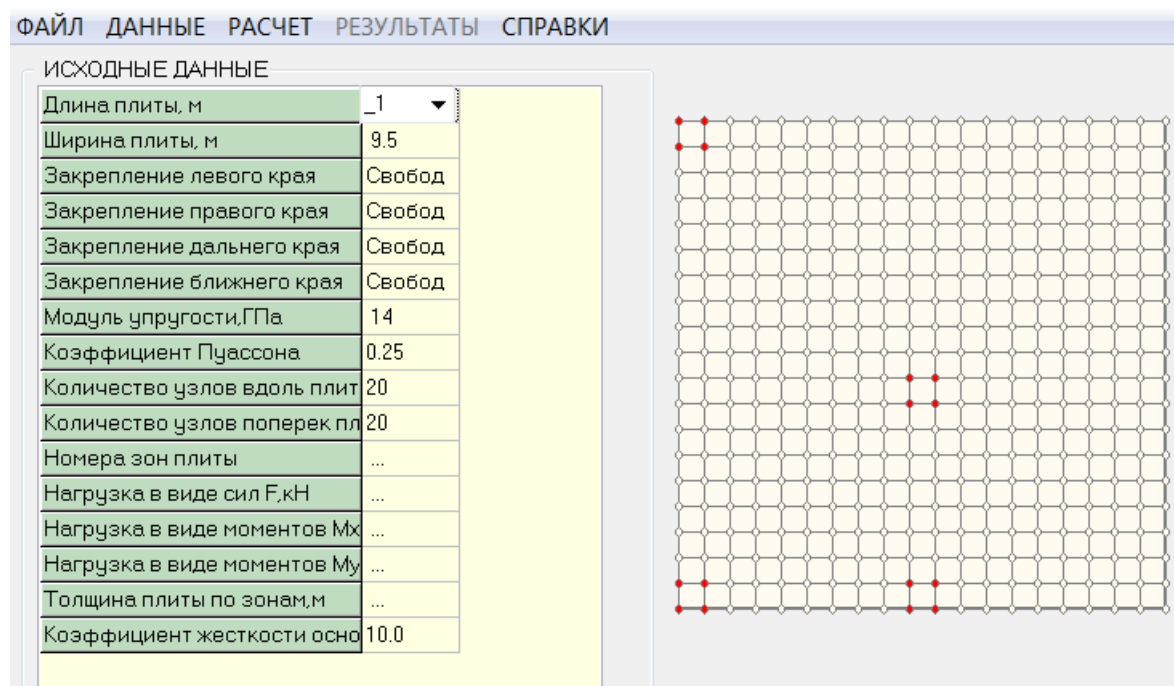 ФАЙЛ ДАННЫЕ РАСЧЕТ РЕЗУЛЬТАТЫ СПРАВКИ
ИСХОДНЫЕ ДАННЫЕ
Длина плиты, м _1
Ширина плиты, м 9.5
Закрепление левого края Свобод
Закрепление правого края Свобод
Закрепление дальнего края Свобод
Закрепление ближнего края Свобод
Модуль упругости,ГПа 14
Коэффициент Пуассона 0.25
Количество узлов вдоль плит 20
Количество узлов поперек пл 20
Номера зон плиты ...
Нагрузка в виде сил F,кН ...
Нагрузка в виде моментов Мх ...
Нагрузка в виде моментов Му ...
Толщина плиты по зонам,м ...
Коэффициент жесткости осно 10.0